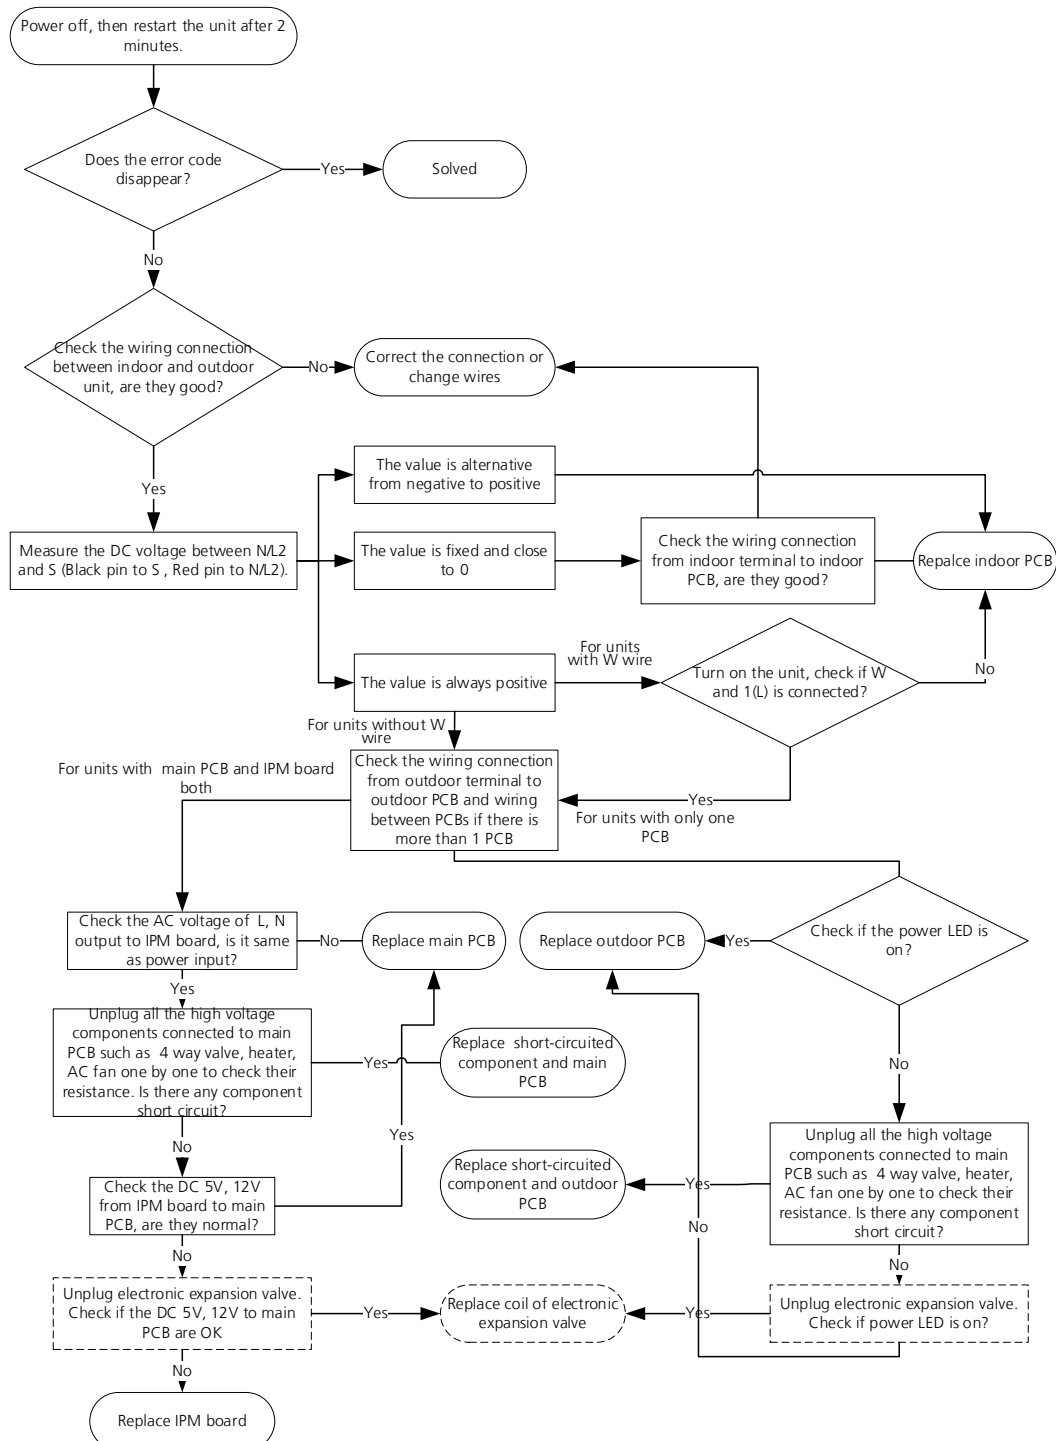 Power off, then restart the unit after 2
minutes.
Does the error code
disappear?
Yes
Solved
No
Check the wiring connection
between indoor and outdoor
unit, are they good?
No
Correct the connection or
change wires
Yes
The value is alternative
from negative to positive
Measure the DC voltage between N/L2
and S (Black pin to S , Red pin to N/L2).
The value is fixed and close
to 0
Check the wiring connection
from indoor terminal to indoor
PCB, are they good?
Repalce indoor PCB
The value is always positive
For units
with W wire
Turn on the unit, check if W
and 1(L) is connected?
No
For units without W
wire
For units with  main PCB and IPM board
both
Check the wiring connection
from outdoor terminal to
outdoor PCB and wiring
between PCBs if there is
more than 1 PCB
Yes
For units with only one
PCB
Check the AC voltage of  L, N
output to IPM board, is it same
as power input?
No
Replace main PCB
Replace outdoor PCB
Yes
Check if the power LED is
on?
Yes
Unplug all the high voltage
components connected to main
PCB such as  4 way valve, heater,
AC fan one by one to check their
resistance. Is there any component
short circuit?
Yes
Replace  short-circuited
component and main
PCB
No
No
Yes
Check the DC 5V, 12V
from IPM board to main
PCB, are they normal?
Replace short-circuited
component and outdoor
PCB
Yes
Unplug all the high voltage
components connected to main
PCB such as  4 way valve, heater,
AC fan one by one to check their
resistance. Is there any component
short circuit?
No
No
No
Unplug electronic expansion valve.
Check if the DC 5V, 12V to main
PCB are OK
Yes
Replace coil of electronic
expansion valve
Yes
Unplug electronic expansion valve.
Check if power LED is on?
No
Replace IPM board